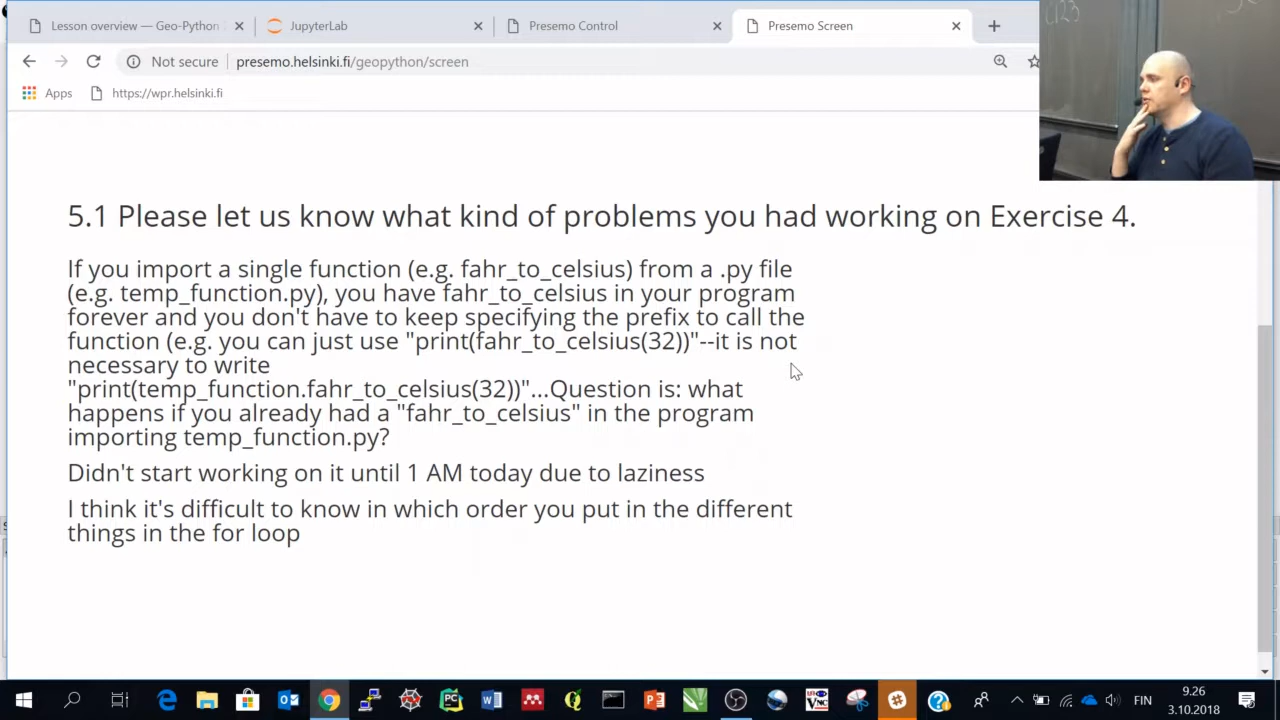 Lesson overview — Geo-Python
JupyterLab
Presemo Control
Presemo Screen
Not secure
presemo.helsinki.fi/geopython/screen
Apps
https://wpr.helsinki.fi
5.1 Please let us know what kind of problems you had working on Exercise 4.
If you import a single function (e.g. fahr_to_celsius) from a .py file
(e.g. temp_function.py), you have fahr_to_celsius in your program
forever and you don't have to keep specifying the prefix to call the
function (e.g. you can just use "print(fahr_to_celsius(32))"--it is not
necessary to write
"print(temp_function.fahr_to_celsius(32))"...Question is: what
happens if you already had a "fahr_to_celsius" in the program
importing temp_function.py?
Didn't start working on it until 1 AM today due to laziness
I think it's difficult to know in which order you put in the different
things in the for loop
FIN
9.26
3.10.2018